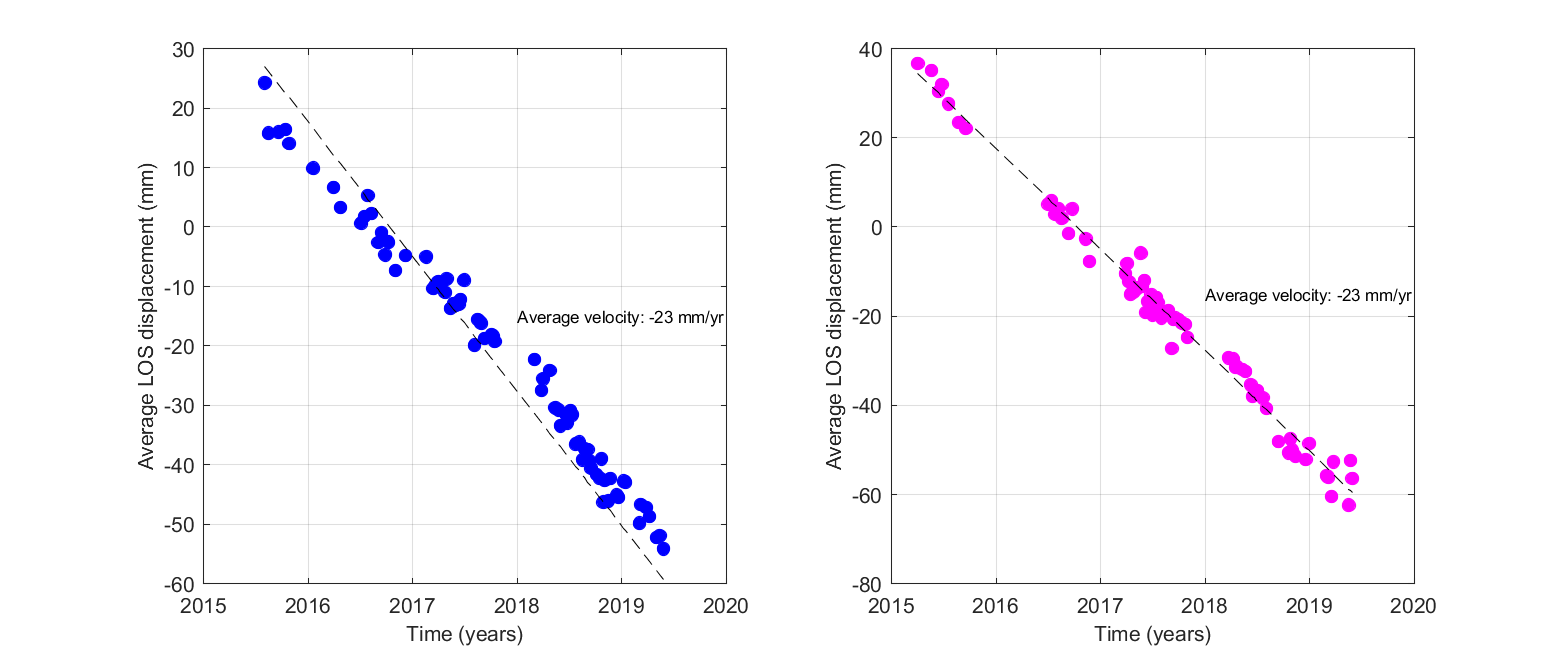 30
20
10
0
-10
-20
-30
-40
-50
-60
2015 2016 2017 2018 2019 2020
Average LOS displacement (mm)
Time (years)
Average velocity: -23 mm/yr
40
20
0
-20
-40
-60
-80
2015 2016 2017 2018 2019 2020
Average LOS displacement (mm)
Time (years)
Average velocity: -23 mm/yr